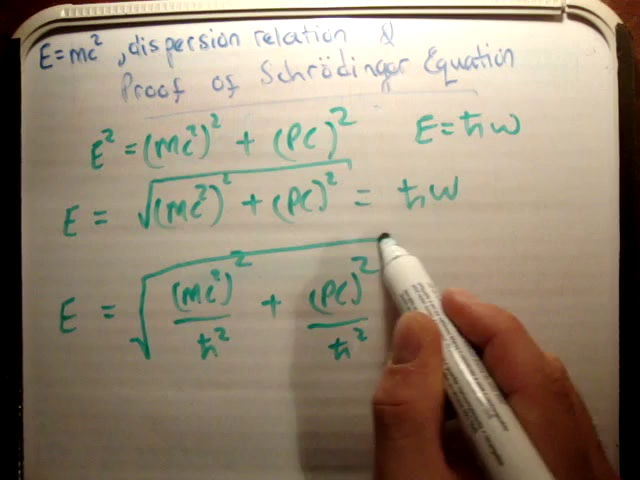 E=mc², dispersion relation &
Proof of Schrödinger Equation
E² = (mc²)² + (PC)² E = ħω
E = √(mc²)² + (PC)² = ħω
E = √(mc²)²/ħ² + (PC)²/ħ²